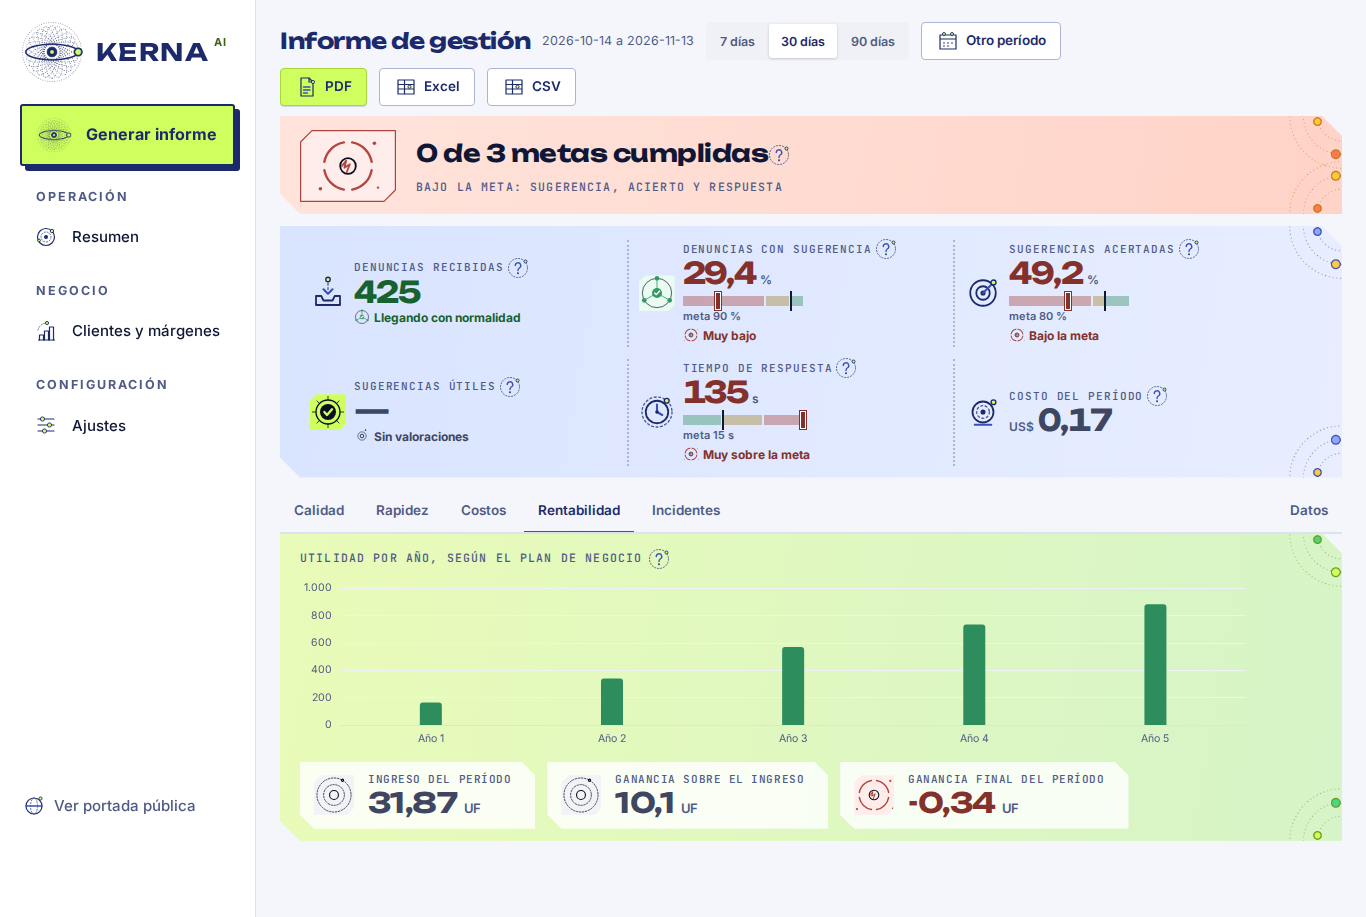 KERNA AI
Generar informe
OPERACIÓN
Resumen
NEGOCIO
Clientes y márgenes
CONFIGURACIÓN
Ajustes
Ver portada pública
Informe de gestión 2026-10-14 a 2026-11-13 7 días 30 días 90 días Otro período
PDF Excel CSV
0 de 3 metas cumplidas ?
BAJO LA META: SUGERENCIA, ACIERTO Y RESPUESTA
DENUNCIAS RECIBIDAS ?
425
Llegando con normalidad
DENUNCIAS CON SUGERENCIA ?
29,4 %
meta 90 %
Muy bajo
SUGERENCIAS ACERTADAS ?
49,2 %
meta 80 %
Bajo la meta
SUGERENCIAS ÚTILES ?
—
Sin valoraciones
TIEMPO DE RESPUESTA ?
135 s
meta 15 s
Muy sobre la meta
COSTO DEL PERÍODO ?
US$ 0,17
Calidad Rapidez Costos Rentabilidad Incidentes Datos
UTILIDAD POR AÑO, SEGÚN EL PLAN DE NEGOCIO ?
1.000
800
600
400
200
0
Año 1 Año 2 Año 3 Año 4 Año 5
INGRESO DEL PERÍODO
31,87 UF
GANANCIA SOBRE EL INGRESO
10,1 UF
GANANCIA FINAL DEL PERÍODO
-0,34 UF